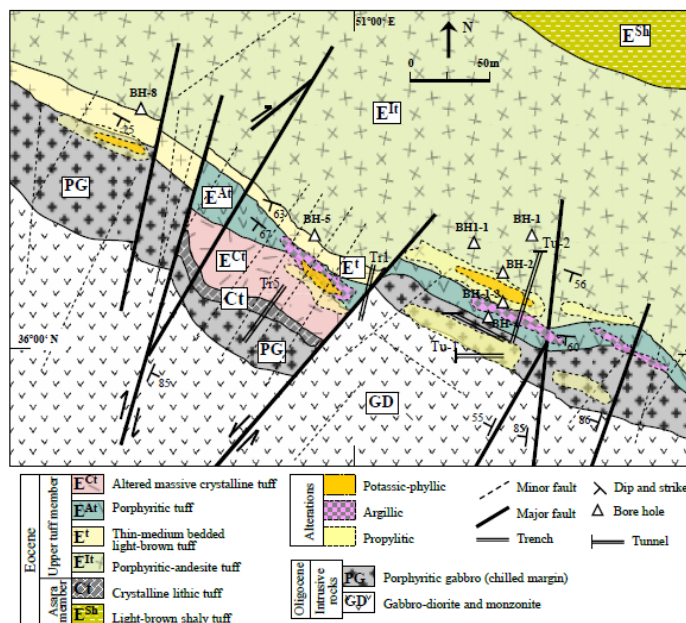 51°00' E
E^Sh
N
0 50m
BH-8
E^It
25
PG
E^At
63
BH-5
67
BH1-1
BH-1
Tu-2
E^Ct
E^t
Tr1
BH-2
56
Ct
Tr5
BH-1-3
36°00' N
PG
Tu-1
60
85
GD
55
85
86
Eocene
Upper tuff member
E^Ct Altered massive crystalline tuff
E^At Porphyritic tuff
E^t Thin-medium bedded
light-brown tuff
E^It Porphyritic-andesite tuff
Asara
member
Ct Crystalline lithic tuff
E^Sh Light-brown shaly tuff
Alterations
Potassic-phyllic
Argillic
Propylitic
Minor fault
Major fault
Trench
Dip and strike
Bore hole
Tunnel
Oligocene
Intrusive
rocks
PG Porphyritic gabbro (chilled margin)
GD Gabbro-diorite and monzonite